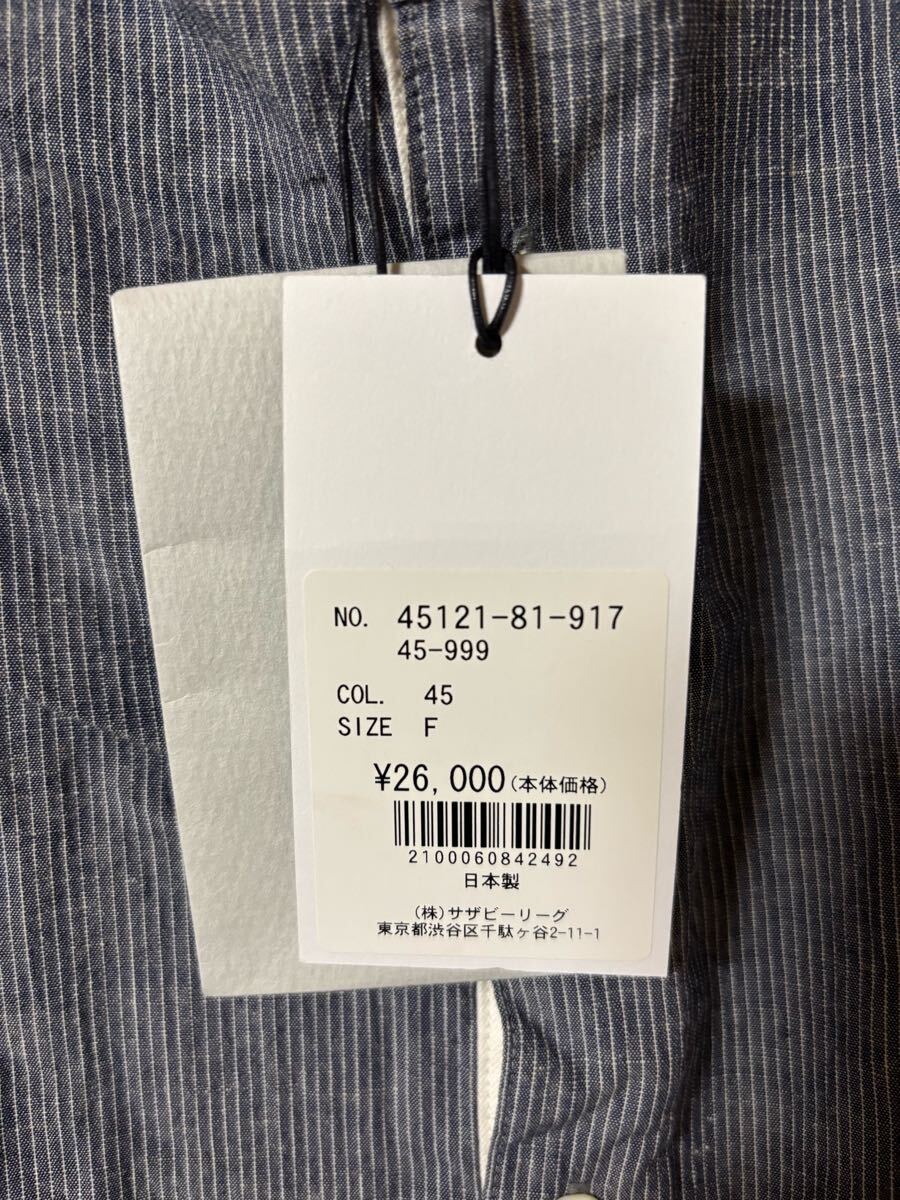 NO. 45121-81-917
45-999
COL. 45
SIZE F
¥26,000(本体価格)
2100060842492
日本製
(株)サザビーリーグ
東京都渋谷区千駄ヶ谷2-11-1